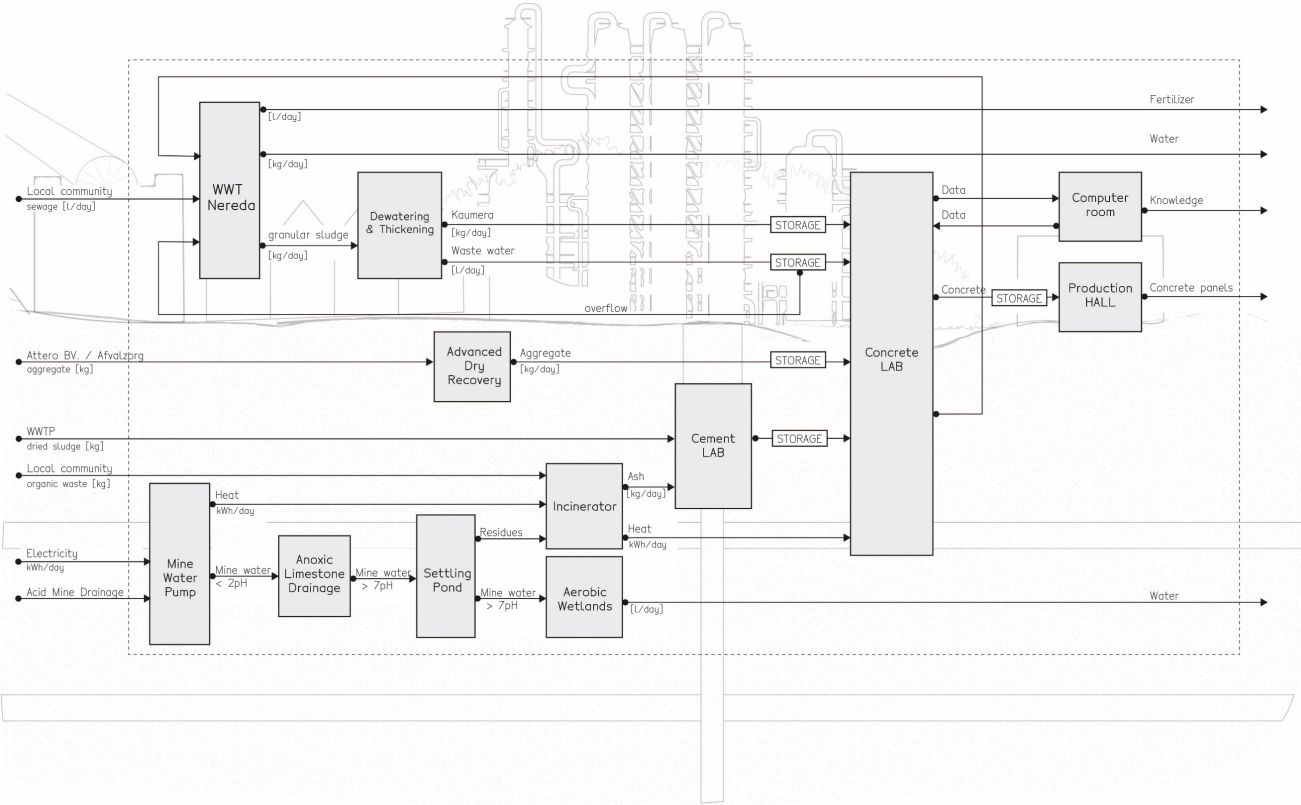 Fertilizer
[l/day]
Water
[kg/day]
WWT
Nereda
Local community
sewage [l/day]
Dewatering
& Thickening
granular sludge
[kg/day]
Kaumera
[kg/day]
STORAGE
Waste water
[l/day]
STORAGE
overflow
Data
Data
Computer
room
Knowledge
Concrete
STORAGE
Production
HALL
Concrete panels
Attero BV. / Afvalzorg
aggregate [kg]
Advanced
Dry
Recovery
Aggregate
[kg/day]
STORAGE
Concrete
LAB
WWTP
dried sludge [kg]
Cement
LAB
STORAGE
Local community
organic waste [kg]
Incinerator
Ash
[kg/day]
Heat
kWh/day
Heat
kWh/day
Electricity
kWh/day
Acid Mine Drainage
Mine
Water
Pump
Mine water
< 2pH
Anoxic
Limestone
Drainage
Mine water
> 7pH
Settling
Pond
Residues
Mine water
> 7pH
Aerobic
Wetlands
[l/day]
Water